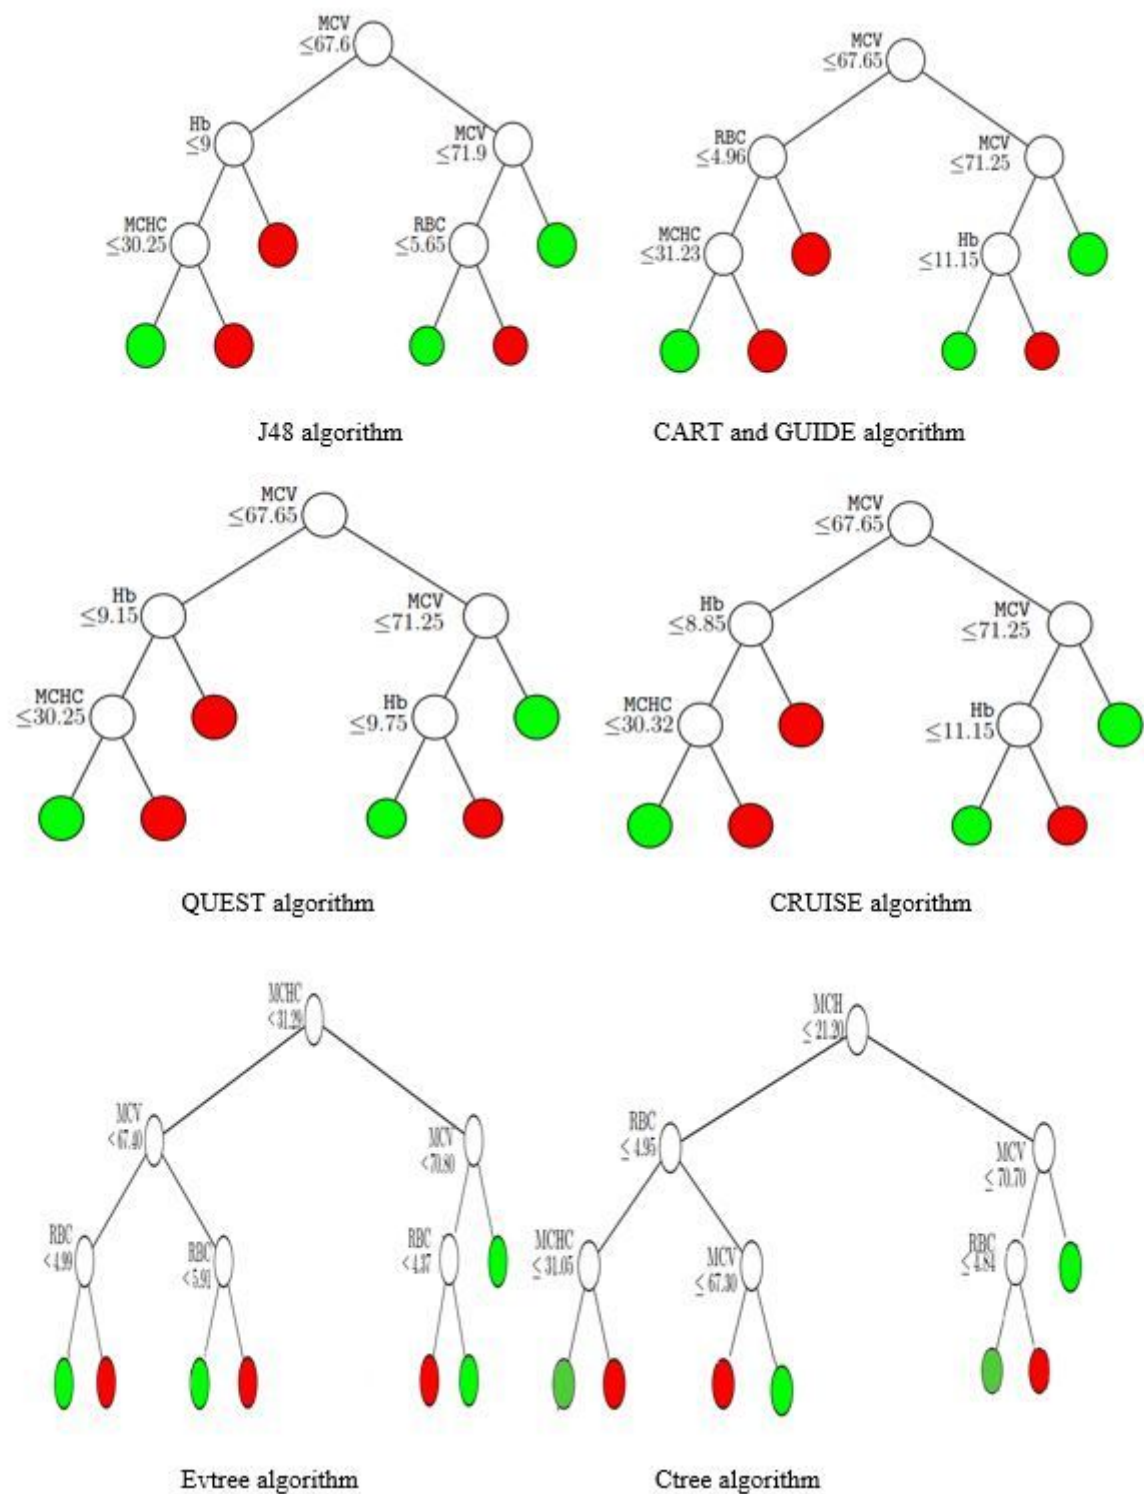 MCV
≤67.6
Hb
≤9
MCV
≤71.9
MCHC
≤30.25
RBC
≤5.65
J48 algorithm
MCV
≤67.65
RBC
≤4.96
MCV
≤71.25
MCHC
≤31.23
Hb
≤11.15
CART and GUIDE algorithm
MCV
≤67.65
Hb
≤9.15
MCV
≤71.25
MCHC
≤30.25
Hb
≤9.75
QUEST algorithm
MCV
≤67.65
Hb
≤8.85
MCV
≤71.25
MCHC
≤30.32
Hb
≤11.15
CRUISE algorithm
MCHC
<31.29
MCV
<67.40
MCV
<70.80
RBC
<4.99
RBC
<5.91
RBC
<4.37
Evtree algorithm
MCH
≤ 21.20
RBC
≤ 4.95
MCV
≤ 70.70
MCHC
≤ 31.05
MCV
≤ 67.30
RBC
≤ 4.84
Ctree algorithm